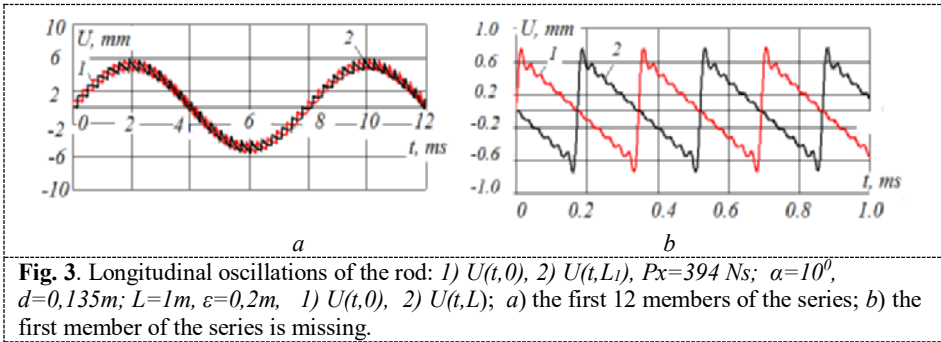 10
U, mm
2
6
1
2
0 2 4 6 8 10 12
-2
t, ms
-6
-10
a
1.0
U, mm
1 2
0.6
0.2
-0.2
-0.6
-1.0
t, ms
0 0.2 0.4 0.6 0.8 1.0
b
Fig. 3. Longitudinal oscillations of the rod: 1) U(t,0), 2) U(t,L₁), Px=394 Ns; α=10⁰,
d=0,135m; L=1m, ε=0,2m, 1) U(t,0), 2) U(t,L); a) the first 12 members of the series; b) the
first member of the series is missing.